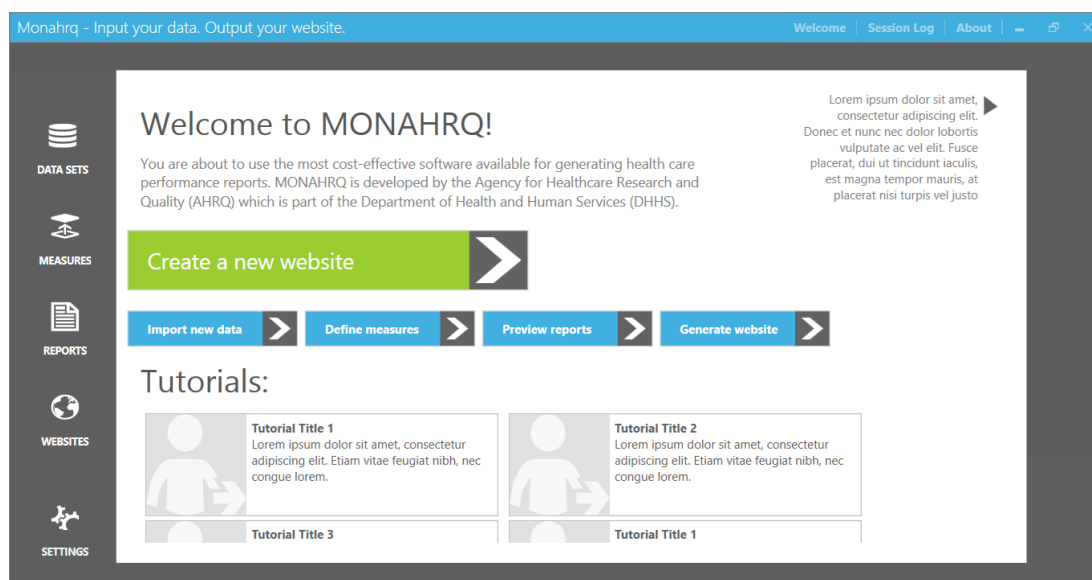 Monahrq - Input your data. Output your website.
Welcome
Session Log
About
DATA SETS
MEASURES
REPORTS
WEBSITES
SETTINGS
Welcome to MONAHRQ!
You are about to use the most cost-effective software available for generating health care
performance reports. MONAHRQ is developed by the Agency for Healthcare Research and
Quality (AHRQ) which is part of the Department of Health and Human Services (DHHS).
Lorem ipsum dolor sit amet,
consectetur adipiscing elit.
Donec et nunc nec dolor lobortis
vulputate ac vel elit. Fusce
placerat, dui ut tincidunt iaculis,
est magna tempor mauris, at
placerat nisi turpis vel justo
Create a new website
Import new data
Define measures
Preview reports
Generate website
Tutorials:
Tutorial Title 1
Lorem ipsum dolor sit amet, consectetur
adipiscing elit. Etiam vitae feugiat nibh, nec
congue lorem.
Tutorial Title 2
Lorem ipsum dolor sit amet, consectetur
adipiscing elit. Etiam vitae feugiat nibh, nec
congue lorem.
Tutorial Title 3
Tutorial Title 1